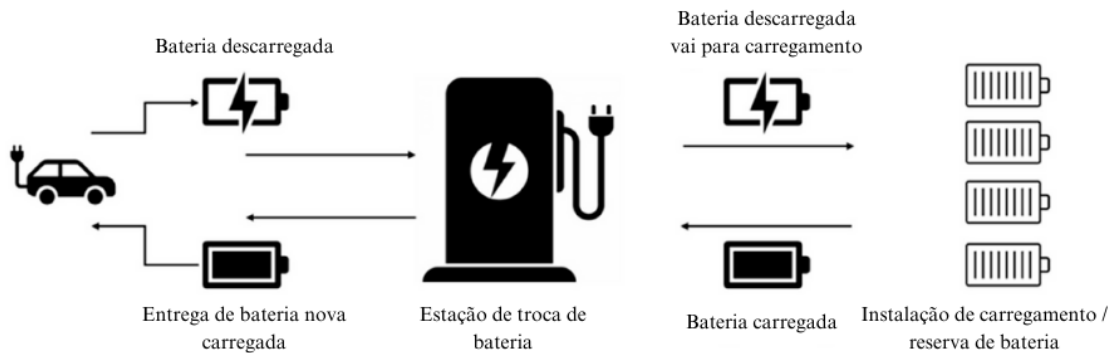 Bateria descarregada
Bateria descarregada
vai para carregamento
Entrega de bateria nova
carregada
Estação de troca de
bateria
Bateria carregada
Instalação de carregamento /
reserva de bateria